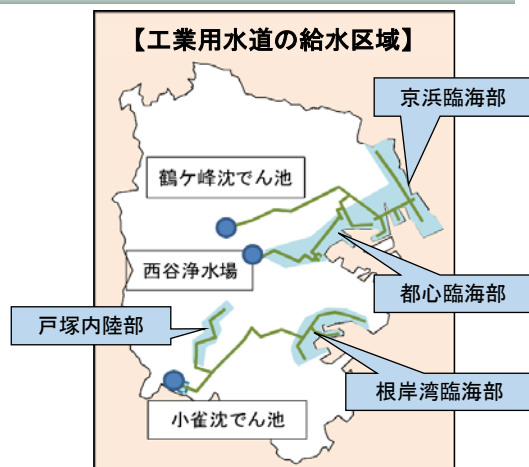 【工業用水道の給水区域】
京浜臨海部
鶴ケ峰沈でん池
西谷浄水場
都心臨海部
戸塚内陸部
根岸湾臨海部
小雀沈でん池